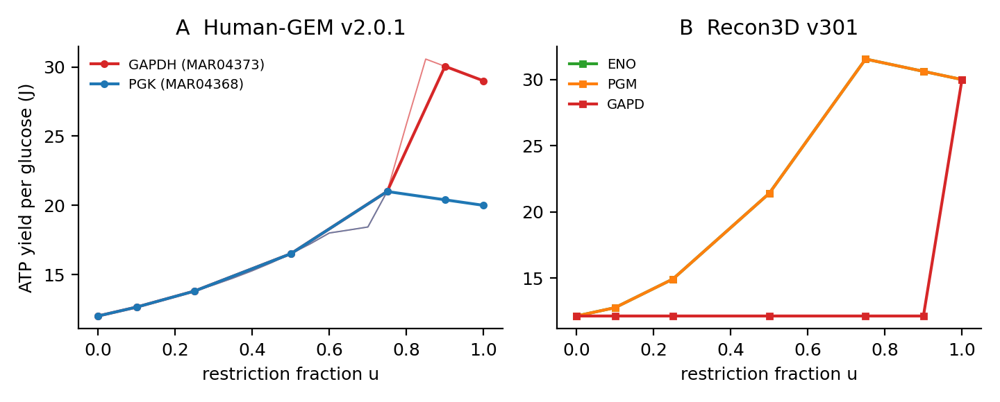 A  Human-GEM v2.0.1
ATP yield per glucose (J)
30
25
20
15
GAPDH (MAR04373)
PGK (MAR04368)
0.0 0.2 0.4 0.6 0.8 1.0
restriction fraction u
B  Recon3D v301
30
25
20
15
ENO
PGM
GAPD
0.0 0.2 0.4 0.6 0.8 1.0
restriction fraction u